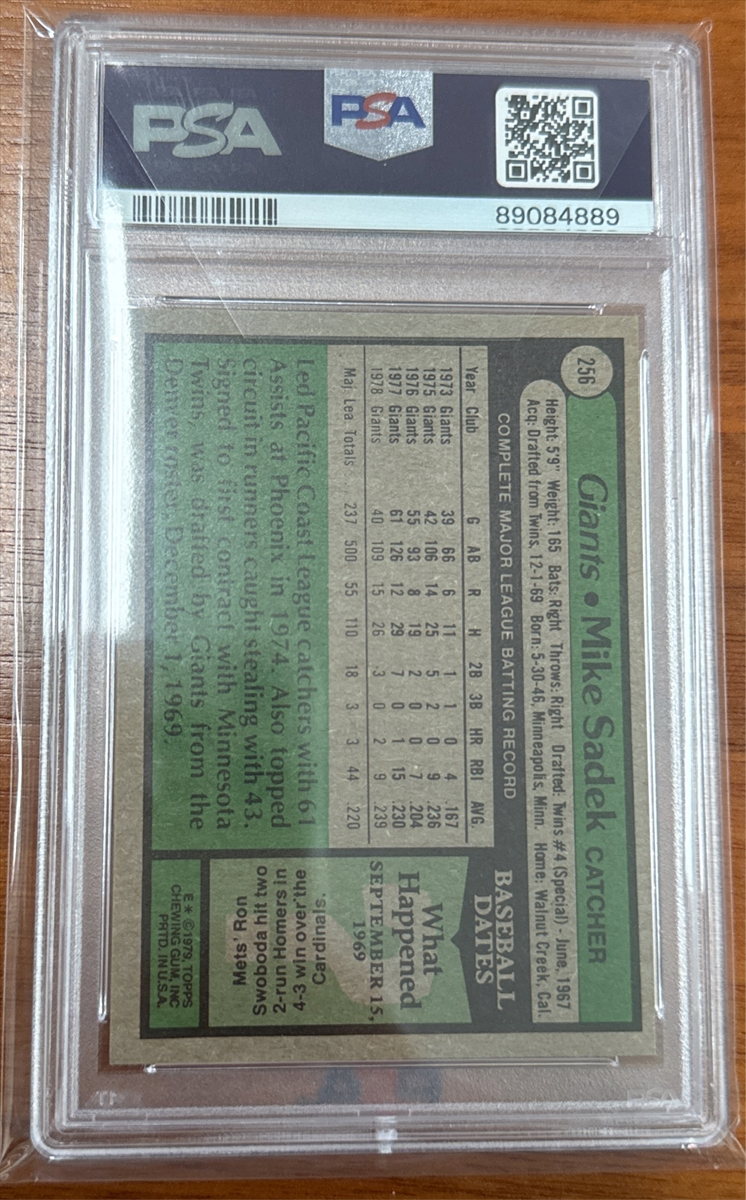 PSA
PSA
89084889
256
Giants • Mike Sadek CATCHER
Height: 5'9" Weight: 165 Bats: Right Throws: Right Drafted: Twins #4 (Special) - June, 1967
Acq: Drafted from Twins, 12-1-69 Born: 5-30-46, Minneapolis, Minn. Home: Walnut Creek, Cal.
COMPLETE MAJOR LEAGUE BATTING RECORD
Year Club G AB R H 2B 3B HR RBI AVG.
1973 Giants 39 66 6 11 1 1 0 4 .167
1975 Giants 42 106 14 25 5 2 0 9 .236
1976 Giants 55 93 8 19 2 0 0 7 .204
1977 Giants 61 126 12 29 7 0 1 15 .230
1978 Giants 40 109 15 26 3 0 2 9 .239
Maj. Lea. Totals 237 500 55 110 18 3 3 44 .220
Led Pacific Coast League catchers with 61
Assists at Phoenix in 1974. Also topped
circuit in runners caught stealing with 43.
Signed to first contract with Minnesota
Twins, was drafted by Giants from the
Denver roster, December 1, 1969.
BASEBALL
DATES
What
Happened
SEPTEMBER 15,
1969
Mets' Ron
Swoboda hit two
2-run Homers in
4-3 win over the
Cardinals.
E * © 1979, TOPPS
CHEWING GUM, INC
PRTD. IN U.S.A.